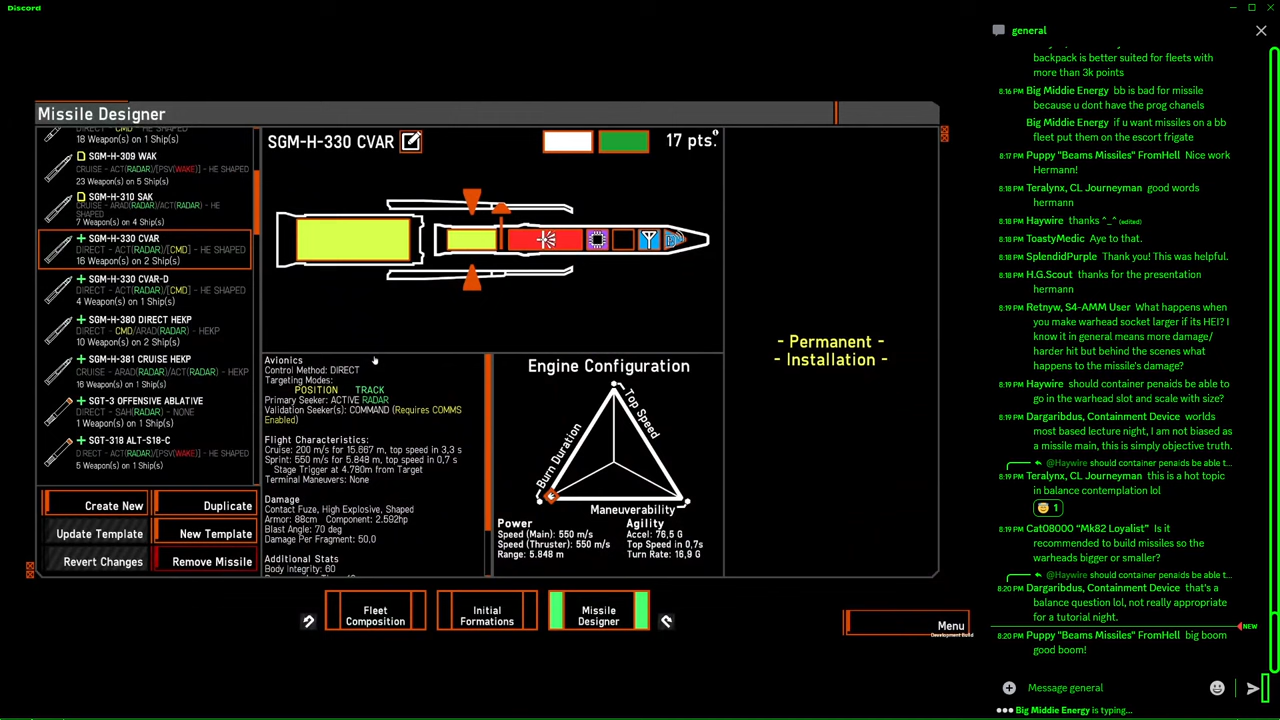 Discord
general
Missile Designer
DIRECT - CMD - HE SHAPED
18 Weapon(s) on 1 Ship(s)
SGM-H-309 WAK
CRUISE - ACT(RADAR)/[PSV(WAKE)] - HE SHAPED
23 Weapon(s) on 5 Ship(s)
SGM-H-310 SAK
CRUISE - ARAD(RADAR)/ACT(RADAR) - HE
SHAPED
7 Weapon(s) on 4 Ship(s)
SGM-H-330 CVAR
DIRECT - ACT(RADAR)/[CMD] - HE SHAPED
16 Weapon(s) on 2 Ship(s)
SGM-H-330 CVAR-D
DIRECT - ACT(RADAR)/[CMD] - HE SHAPED
4 Weapon(s) on 1 Ship(s)
SGM-H-380 DIRECT HEKP
DIRECT - CMD/ARAD(RADAR) - HEKP
10 Weapon(s) on 2 Ship(s)
SGM-H-381 CRUISE HEKP
CRUISE - ARAD(RADAR)/ACT(RADAR) - HEKP
16 Weapon(s) on 1 Ship(s)
SGT-3 OFFENSIVE ABLATIVE
DIRECT - SAH(RADAR) - NONE
1 Weapon(s) on 1 Ship(s)
SGT-318 ALT-S18-C
DIRECT - ACT(RADAR)/[PSV(WAKE)] - HE SHAPED
5 Weapon(s) on 1 Ship(s)
Create New
Duplicate
Update Template
New Template
Revert Changes
Remove Missile
SGM-H-330 CVAR
17 pts.
Avionics
Control Method: DIRECT
Targeting Modes:
POSITION TRACK
Primary Seeker: ACTIVE RADAR
Validation Seeker(s): COMMAND (Requires COMMS
Enabled)
Flight Characteristics:
Cruise: 200 m/s for 15.667 m, top speed in 3,3 s
Sprint: 550 m/s for 5.848 m, top speed in 0,7 s
Stage Trigger at 4.780m from Target
Terminal Maneuvers: None
Damage
Contact Fuze, High Explosive, Shaped
Armor: 88cm Component: 2.592hp
Blast Angle: 70 deg
Damage Per Fragment: 50,0
Additional Stats
Body Integrity: 60
Engine Configuration
Top Speed
Burn Duration
Maneuverability
Power
Speed (Main): 550 m/s
Speed (Thruster): 550 m/s
Range: 5.848 m
Agility
Accel: 76,5 G
Top Speed in 0,7s
Turn Rate: 16,9 G
- Permanent -
- Installation -
Fleet
Composition
Initial
Formations
Missile
Designer
Menu
Development Build
backpack is better suited for fleets with
more than 3k points
8:16 PM Big Middie Energy bb is bad for missile
because u dont have the prog chanels
Big Middie Energy if u want missiles on a bb
fleet put them on the escort frigate
8:17 PM Puppy "Beams Missiles" FromHell Nice work
Hermann!
8:18 PM Teralynx, CL Journeyman good words
hermann
8:18 PM Haywire thanks ^_^ (edited)
8:18 PM ToastyMedic Aye to that.
8:18 PM SplendidPurple Thank you! This was helpful.
8:18 PM H.G.Scout thanks for the presentation
hermann
8:19 PM Retnyw, S4-AMM User What happens when
you make warhead socket larger if its HEI? I
know it in general means more damage/
harder hit but behind the scenes what
happens to the missile's damage?
8:19 PM Haywire should container penaids be able to
go in the warhead slot and scale with size?
8:19 PM Dargaribdus, Containment Device worlds
most based lecture night, I am not biased as
a missile main, this is simply objective truth.
@Haywire should container penaids be able t...
8:19 PM Teralynx, CL Journeyman this is a hot topic
in balance contemplation lol
1
8:19 PM Cat08000 “Mk82 Loyalist” Is it
recommended to build missiles so the
warheads bigger or smaller?
@Haywire should container penaids be able t...
8:20 PM Dargaribdus, Containment Device that's a
balance question lol, not really appropriate
for a tutorial night.
NEW
8:20 PM Puppy "Beams Missiles" FromHell big boom
good boom!
Message general
Big Middie Energy is typing...